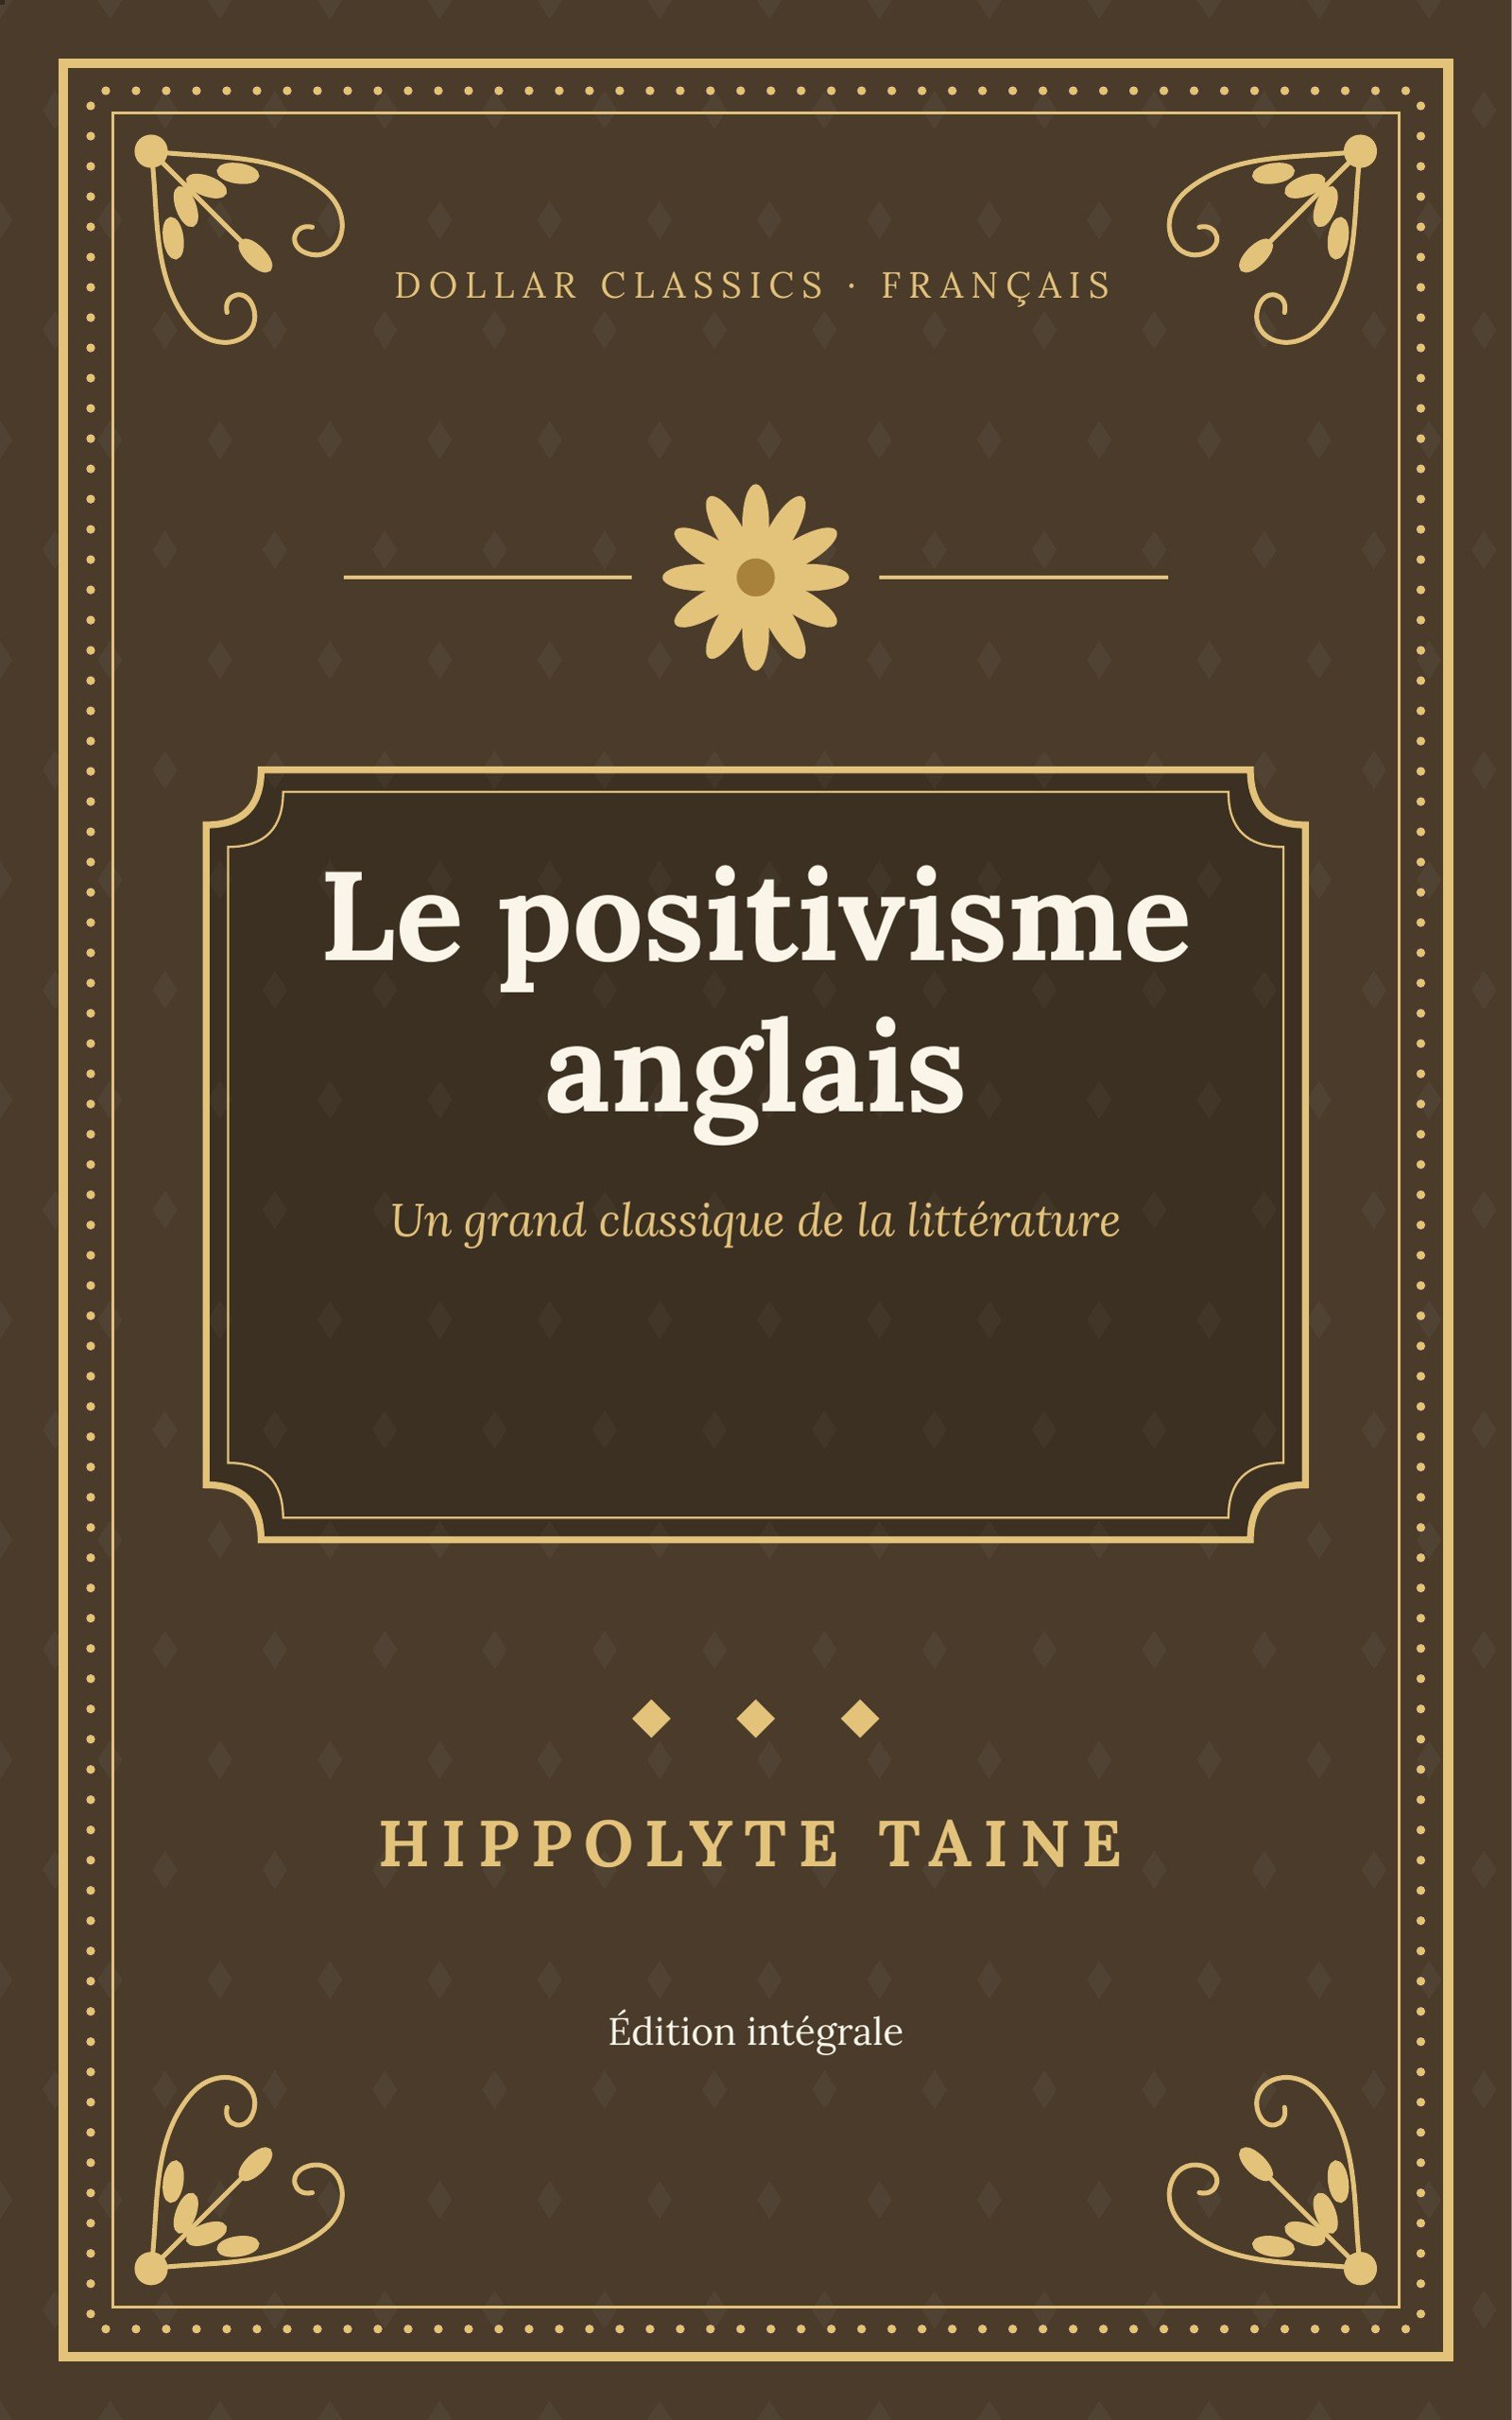 DOLLAR CLASSICS · FRANÇAIS
Le positivisme
anglais
Un grand classique de la littérature
HIPPOLYTE TAINE
Édition intégrale